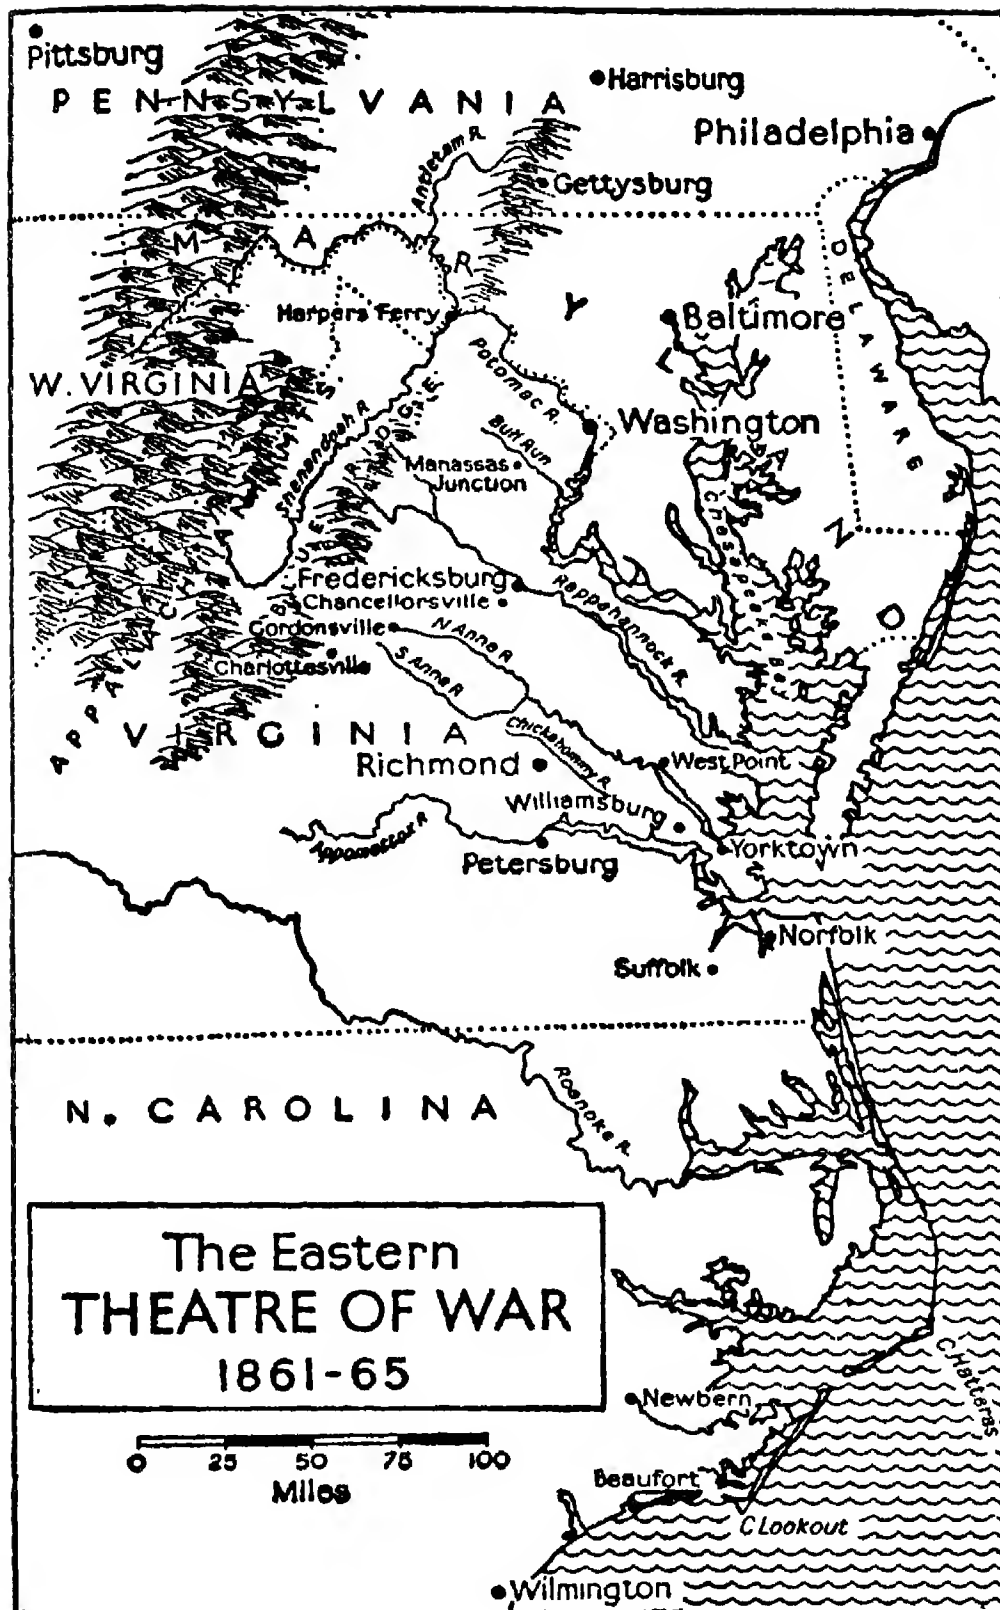 Pittsburg
Harrisburg
PENNSYLVANIA
Philadelphia
Antietam R.
Gettysburg
MARYLAND
DELAWARE
Harpers Ferry
Baltimore
W. VIRGINIA
Potomac R.
Washington
Shenandoah R
Bull Run
Manassas
Junction
BLUE RIDGE
Chesapeake Bay
APPALACHIAN MTS
Fredericksburg
Chancellorsville
Rappahannock R.
Gordonsville
N Anne R
Charlottesville
S Anne R
VIRGINIA
Chickahominy R
Richmond
West Point
Williamsburg
Appomattox R
Petersburg
Yorktown
Norfolk
Suffolk
N. CAROLINA
Roanoke R.
The Eastern
THEATRE OF WAR
1861-65
C Hatteras
Newbern
0 25 50 75 100
Miles
Beaufort
C Lookout
Wilmington